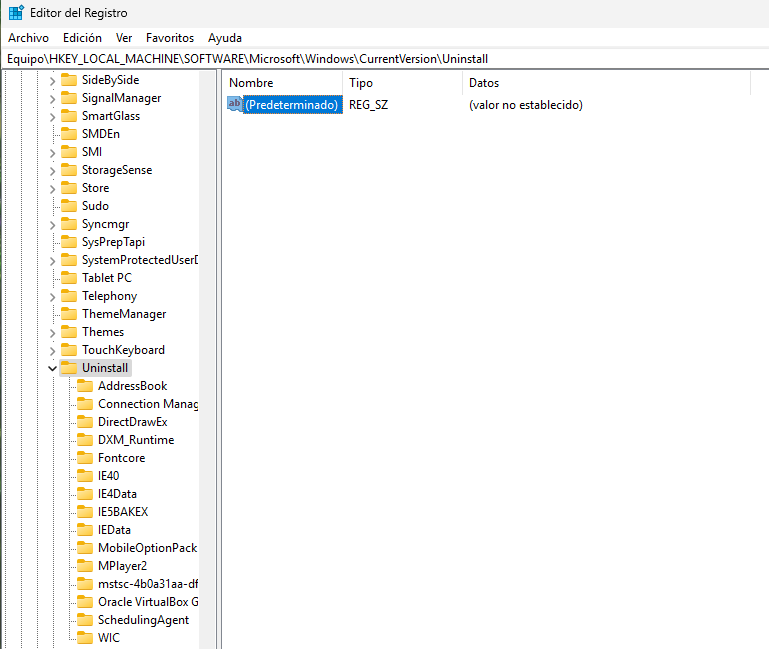 Editor del Registro
Archivo Edición Ver Favoritos Ayuda
Equipo\HKEY_LOCAL_MACHINE\SOFTWARE\Microsoft\Windows\CurrentVersion\Uninstall
SideBySide
SignalManager
SmartGlass
SMDEn
SMI
StorageSense
Store
Sudo
Syncmgr
SysPrepTapi
SystemProtectedUserD
Tablet PC
Telephony
ThemeManager
Themes
TouchKeyboard
Uninstall
AddressBook
Connection Manag
DirectDrawEx
DXM_Runtime
Fontcore
IE40
IE4Data
IE5BAKEX
IEData
MobileOptionPack
MPlayer2
mstsc-4b0a31aa-df
Oracle VirtualBox G
SchedulingAgent
WIC
Nombre Tipo Datos
ab (Predeterminado) REG_SZ (valor no establecido)